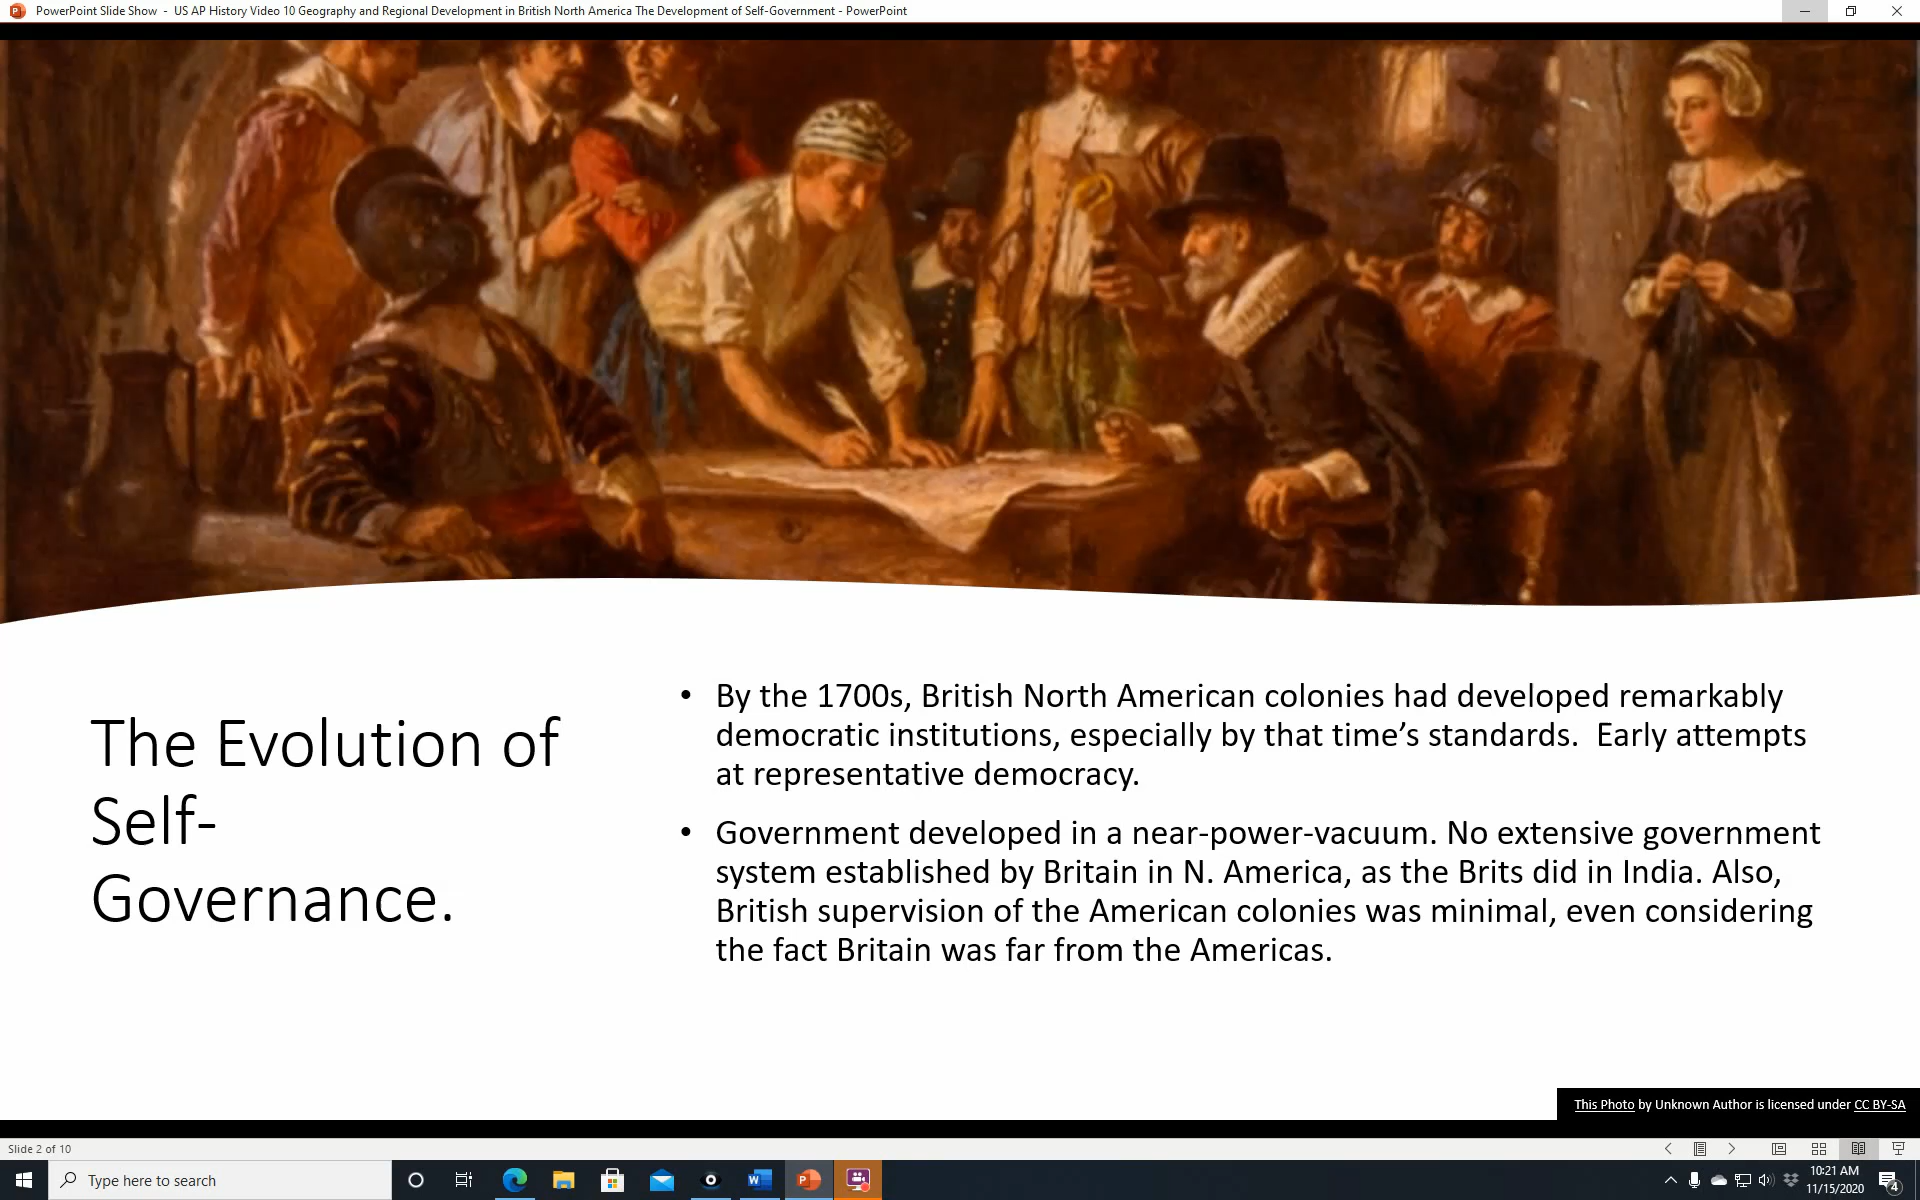 PowerPoint Slide Show - US AP History Video 10 Geography and Regional Development in British North America The Development of Self-Government - PowerPoint
The Evolution of
Self-
Governance.
• By the 1700s, British North American colonies had developed remarkably
democratic institutions, especially by that time’s standards.  Early attempts
at representative democracy.
• Government developed in a near-power-vacuum. No extensive government
system established by Britain in N. America, as the Brits did in India. Also,
British supervision of the American colonies was minimal, even considering
the fact Britain was far from the Americas.
This Photo by Unknown Author is licensed under CC BY-SA
Slide 2 of 10
Type here to search
10:21 AM
11/15/2020
4